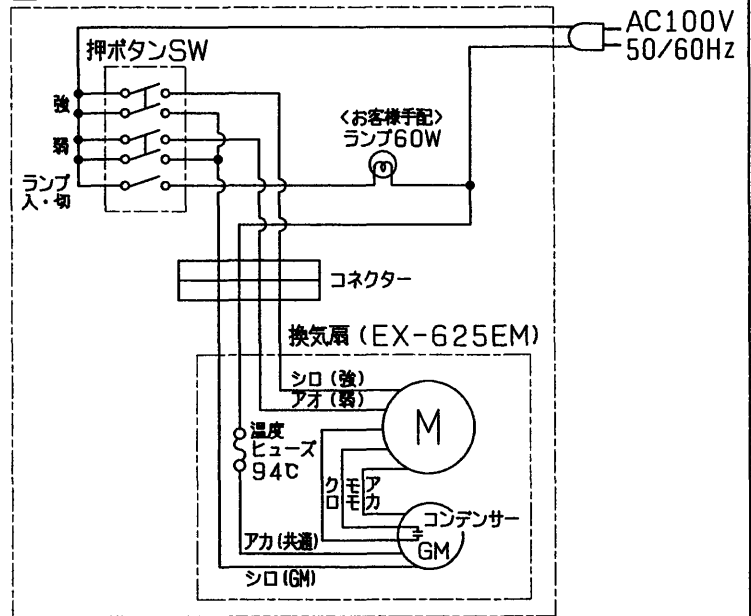 AC100V
50/60Hz
押ボタンSW
強
弱
ランプ
入・切
〈お客様手配〉
ランプ60W
コネクター
換気扇(EX-625EM)
シロ(強)
アオ(弱)
M
温度
ヒューズ
94℃
クロ
モモ
アカ
コンデンサー
GM
アカ(共通)
シロ(GM)